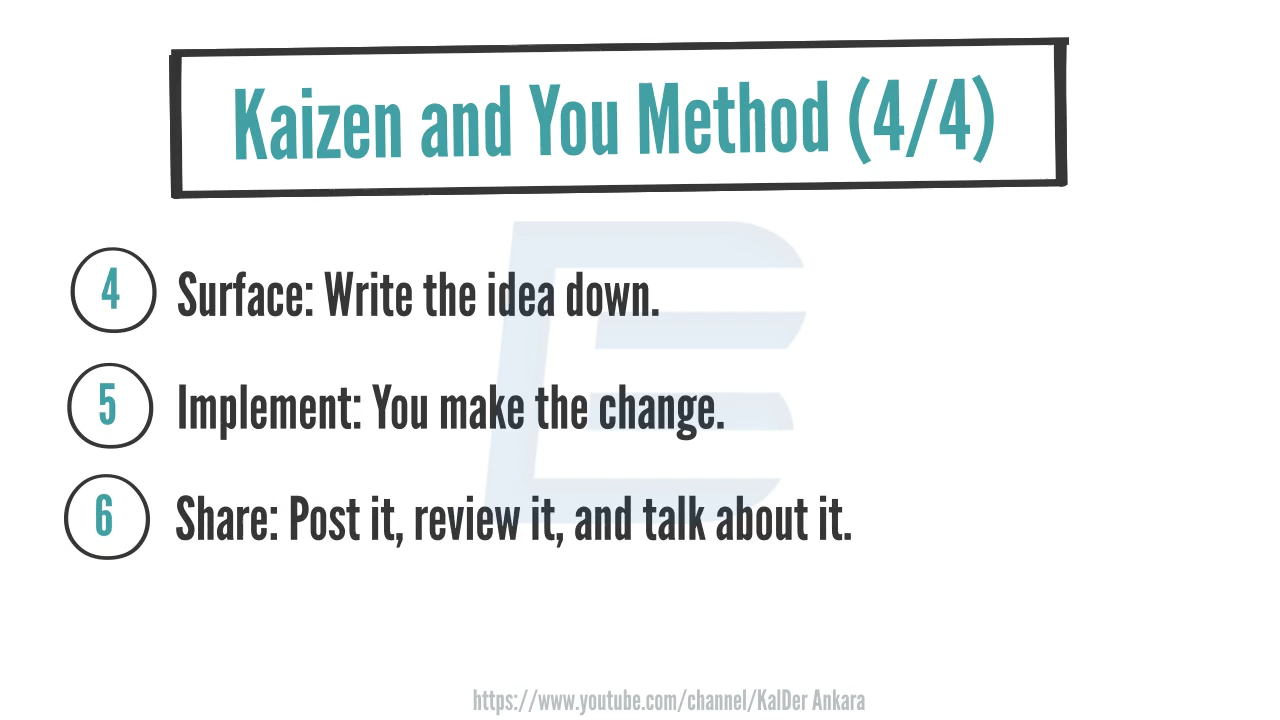 Kaizen and You Method (4/4)
4 Surface: Write the idea down.
5 Implement: You make the change.
6 Share: Post it, review it, and talk about it.
https://www.youtube.com/channel/KalDer Ankara